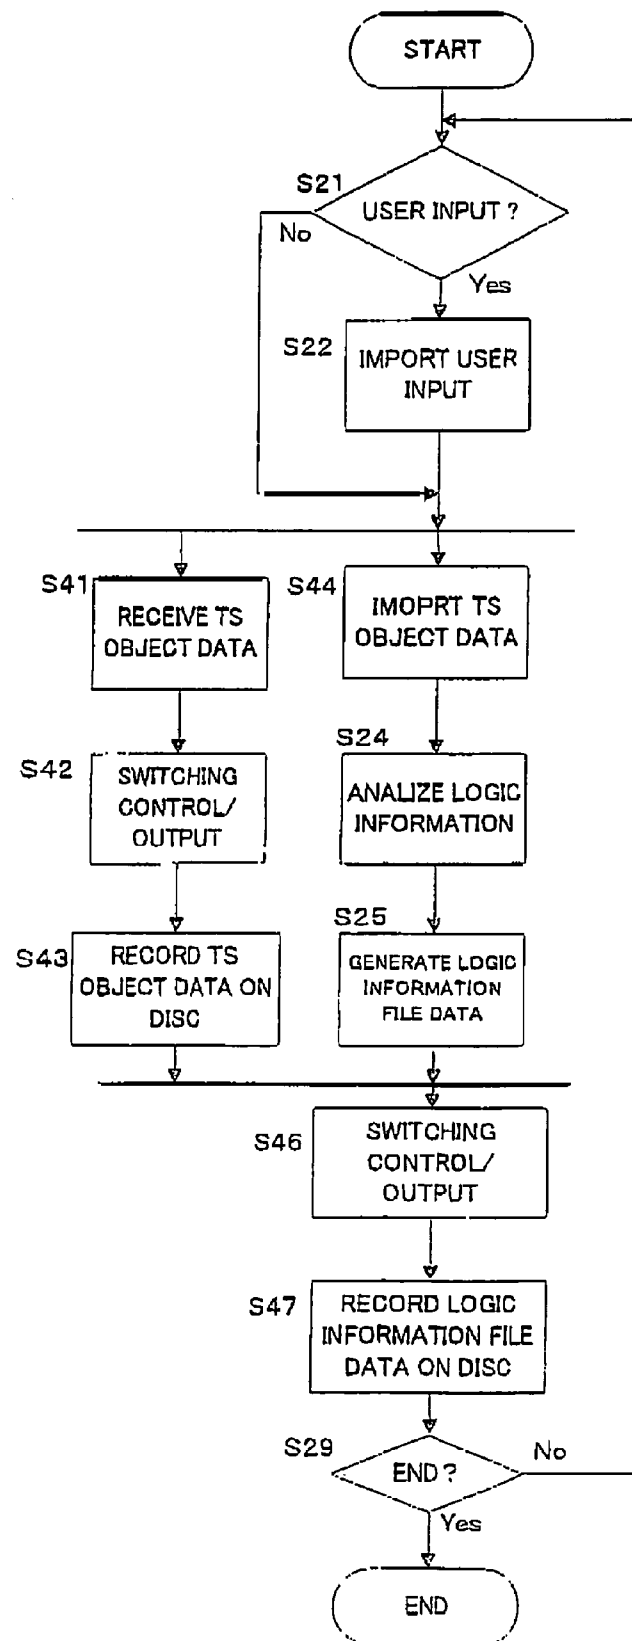 START
S21
USER INPUT ?
No
Yes
S22
IMPORT USER
INPUT
S41
RECEIVE TS
OBJECT DATA
S44
IMOPRT TS
OBJECT DATA
S42
SWITCHING
CONTROL/
OUTPUT
S24
ANALIZE LOGIC
INFORMATION
S43
RECORD TS
OBJECT DATA ON
DISC
S25
GENERATE LOGIC
INFORMATION
FILE DATA
S46
SWITCHING
CONTROL/
OUTPUT
S47
RECORD LOGIC
INFORMATION FILE
DATA ON DISC
S29
END ?
No
Yes
END